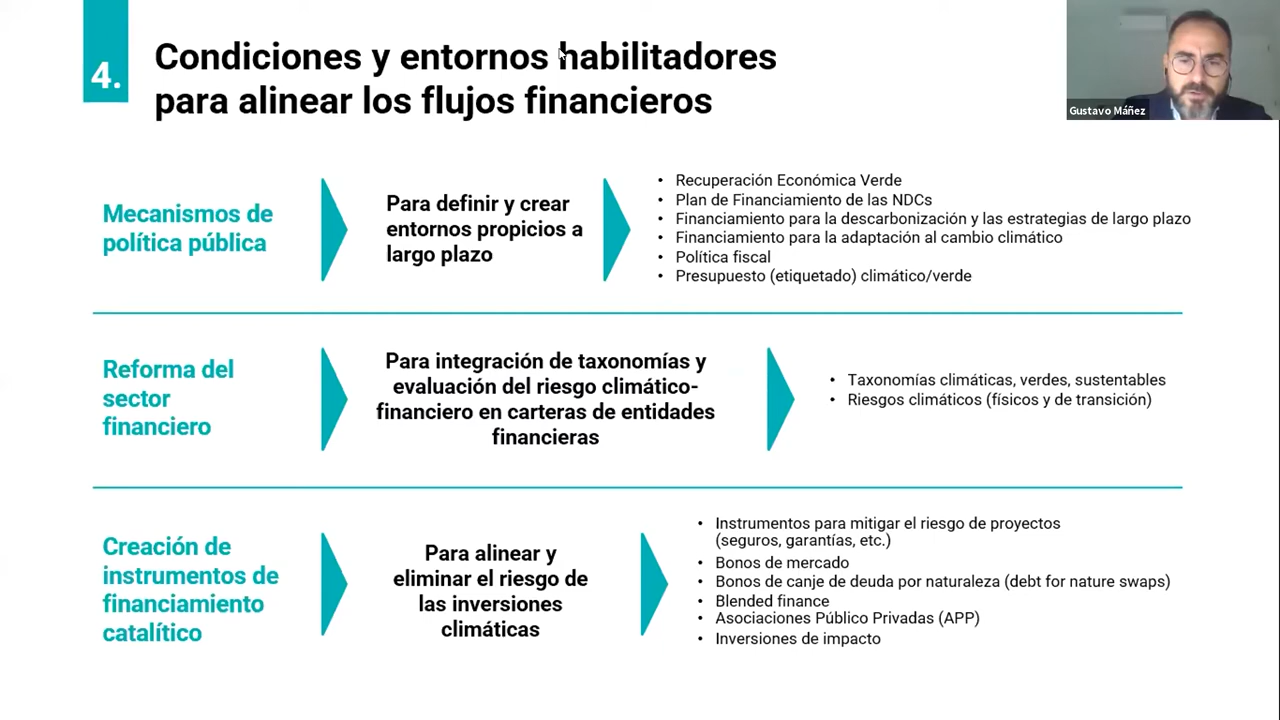 4.
Condiciones y entornos habilitadores
para alinear los flujos financieros
Gustavo Máñez
Mecanismos de
política pública
Para definir y crear
entornos propicios a
largo plazo
• Recuperación Económica Verde
• Plan de Financiamiento de las NDCs
• Financiamiento para la descarbonización y las estrategias de largo plazo
• Financiamiento para la adaptación al cambio climático
• Política fiscal
• Presupuesto (etiquetado) climático/verde
Reforma del
sector
financiero
Para integración de taxonomías y
evaluación del riesgo climático-
financiero en carteras de entidades
financieras
• Taxonomías climáticas, verdes, sustentables
• Riesgos climáticos (físicos y de transición)
Creación de
instrumentos de
financiamiento
catalítico
Para alinear y
eliminar el riesgo de
las inversiones
climáticas
• Instrumentos para mitigar el riesgo de proyectos
(seguros, garantías, etc.)
• Bonos de mercado
• Bonos de canje de deuda por naturaleza (debt for nature swaps)
• Blended finance
• Asociaciones Público Privadas (APP)
• Inversiones de impacto